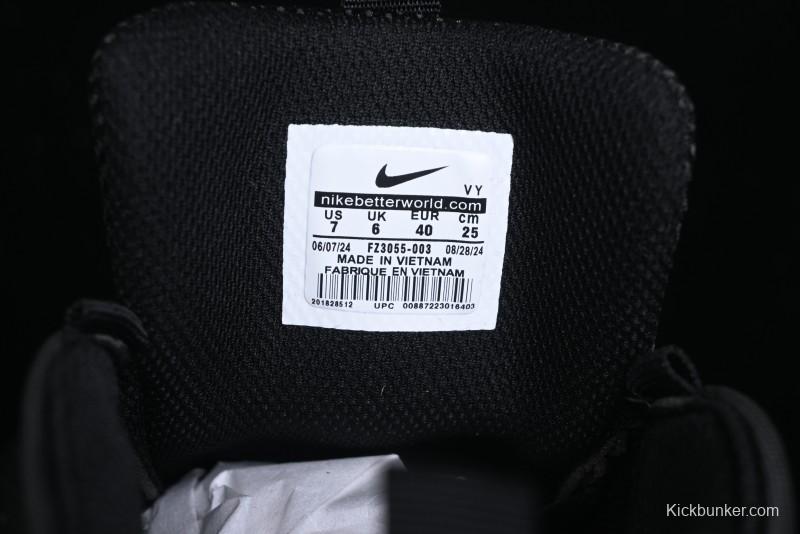 VY
nikebetterworld.com
US UK EUR cm
7 6 40 25
06/07/24 FZ3055-003 08/28/24
MADE IN VIETNAM
FABRIQUE EN VIETNAM
201828512 UPC 00887223016403
Kickbunker.com